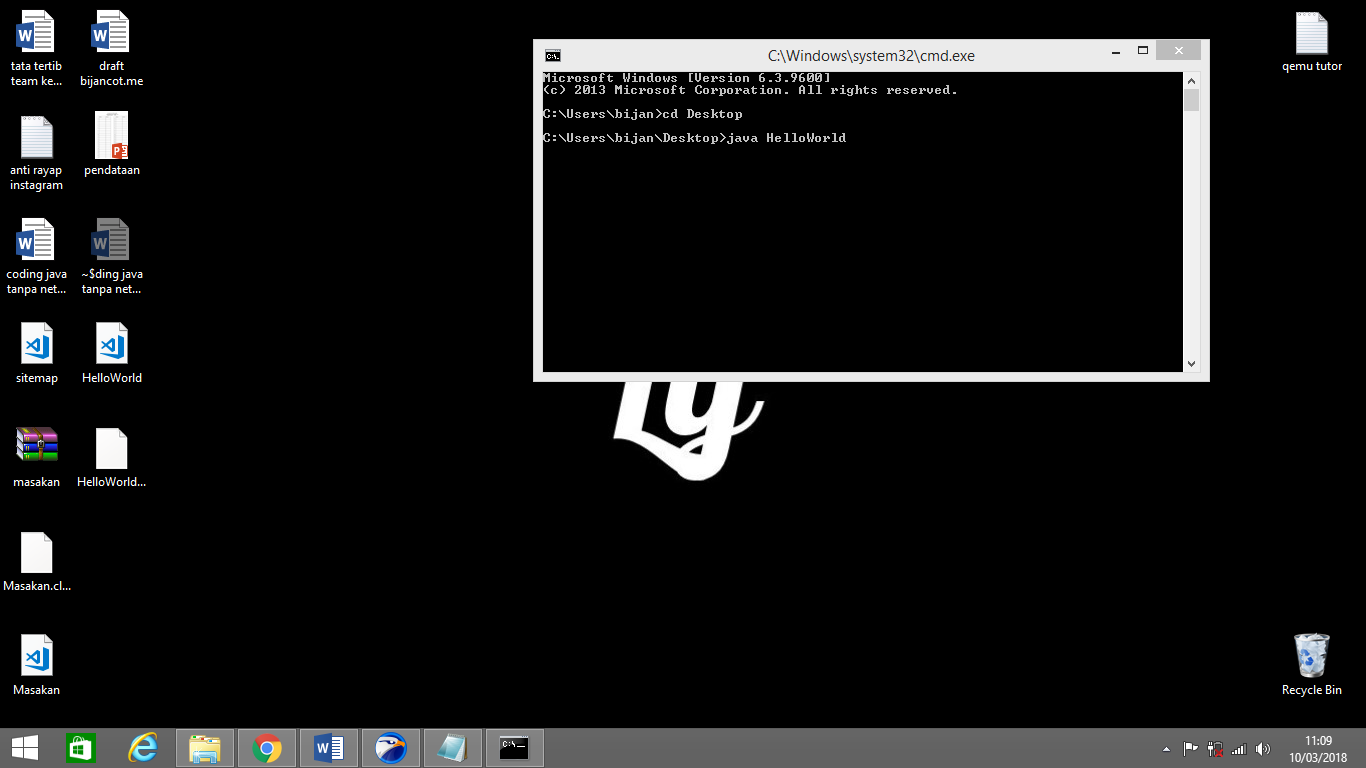 tata tertib
team ke...
draft
bijancot.me
anti rayap
instagram
pendataan
coding java
tanpa net...
~$ding java
tanpa net...
sitemap
HelloWorld
masakan
HelloWorld...
Masakan.cl...
Masakan
C:\Windows\system32\cmd.exe
Microsoft Windows [Version 6.3.9600]
(c) 2013 Microsoft Corporation. All rights reserved.
C:\Users\bijan>cd Desktop
C:\Users\bijan\Desktop>java HelloWorld
Ly
qemu tutor
Recycle Bin
11:09
10/03/2018